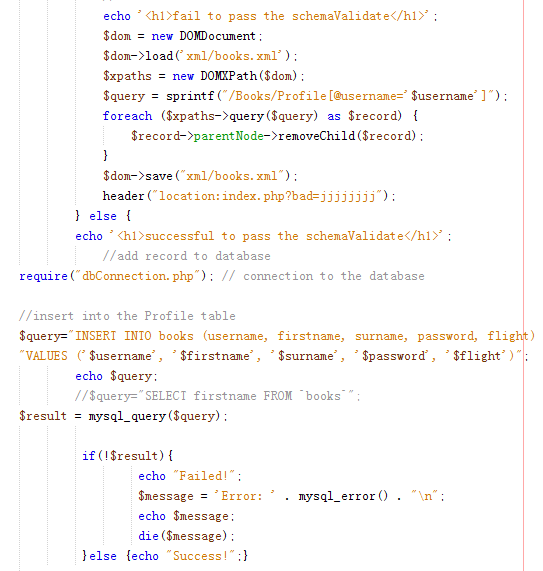 echo '<h1>fail to pass the schemaValidate</h1>';
$dom = new DOMDocument;
$dom->load('xml/books.xml');
$xpaths = new DOMXPath($dom);
$query = sprintf("/Books/Profile[@username='$username']");
foreach ($xpaths->query($query) as $record) {
$record->parentNode->removeChild($record);
}
$dom->save("xml/books.xml");
header("location:index.php?bad=jjjjjjjj");
} else {
echo '<h1>successful to pass the schemaValidate</h1>';
//add record to database
require("dbConnection.php"); // connection to the database
//insert into the Profile table
$query="INSERT INTO books (username, firstname, surname, password, flight)
"VALUES ('$username', '$firstname', '$surname', '$password', '$flight')";
echo $query;
//$query="SELECT firstname FROM `books`";
$result = mysql_query($query);
if(!$result){
echo "Failed!";
$message = 'Error: ' . mysql_error() . "\n";
echo $message;
die($message);
}else {echo "Success!";}